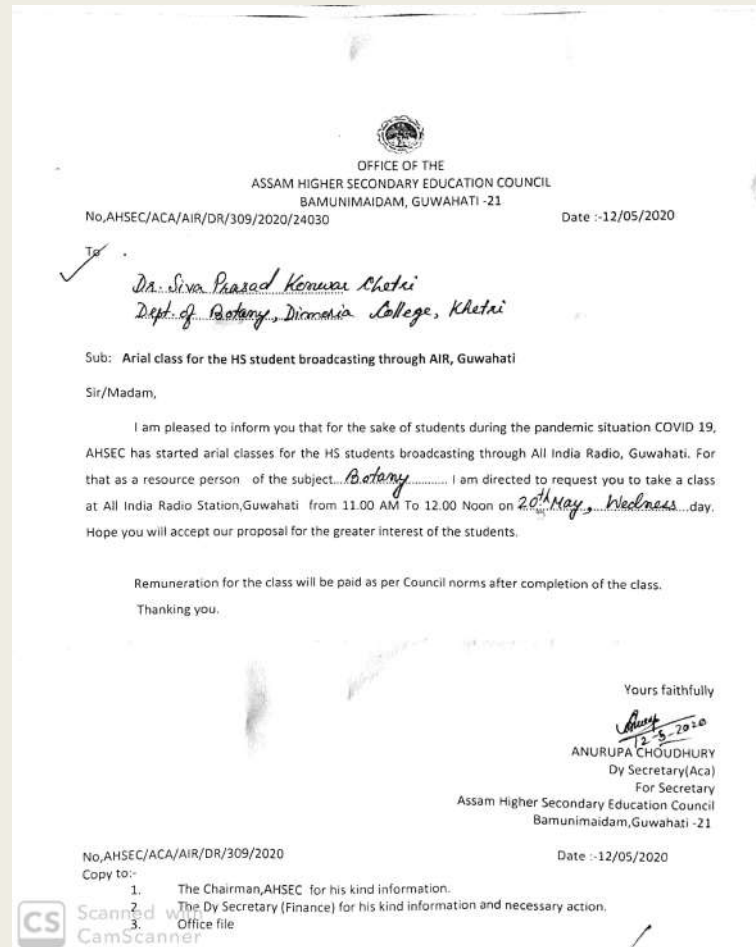 OFFICE OF THE
ASSAM HIGHER SECONDARY EDUCATION COUNCIL
BAMUNIMAIDAM, GUWAHATI -21
No,AHSEC/ACA/AIR/DR/309/2020/24030 Date :-12/05/2020
To
Dr. Siva Prasad Konwar Chetri
Dept. of Botany, Dimoria College, Khetri
Sub: Arial class for the HS student broadcasting through AIR, Guwahati
Sir/Madam,
I am pleased to inform you that for the sake of students during the pandemic situation COVID 19,
AHSEC has started arial classes for the HS students broadcasting through All India Radio, Guwahati. For
that as a resource person of the subject...Botany........... I am directed to request you to take a class
at All India Radio Station,Guwahati from 11.00 AM To 12.00 Noon on 20th May, Wedness...day.
Hope you will accept our proposal for the greater interest of the students.
Remuneration for the class will be paid as per Council norms after completion of the class.
Thanking you.
Yours faithfully
12-5-2020
ANURUPA CHOUDHURY
Dy Secretary(Aca)
For Secretary
Assam Higher Secondary Education Council
Bamunimaidam,Guwahati -21
No,AHSEC/ACA/AIR/DR/309/2020 Date :-12/05/2020
Copy to:-
1. The Chairman,AHSEC for his kind information.
2. The Dy Secretary (Finance) for his kind information and necessary action.
3. Office file
CS Scanned with
CamScanner